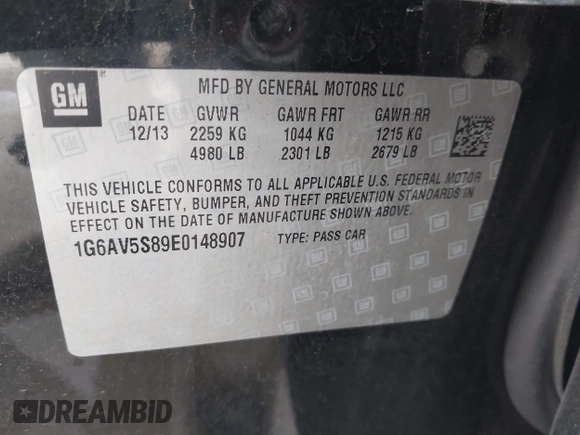 GM
MFD BY GENERAL MOTORS LLC
DATE GVWR GAWR FRT GAWR RR
12/13 2259 KG 1044 KG 1215 KG
4980 LB 2301 LB 2679 LB
THIS VEHICLE CONFORMS TO ALL APPLICABLE U.S. FEDERAL MOTOR
VEHICLE SAFETY, BUMPER, AND THEFT PREVENTION STANDARDS IN
EFFECT ON THE DATE OF MANUFACTURE SHOWN ABOVE.
1G6AV5S89E0148907 TYPE: PASS CAR
DREAMBID